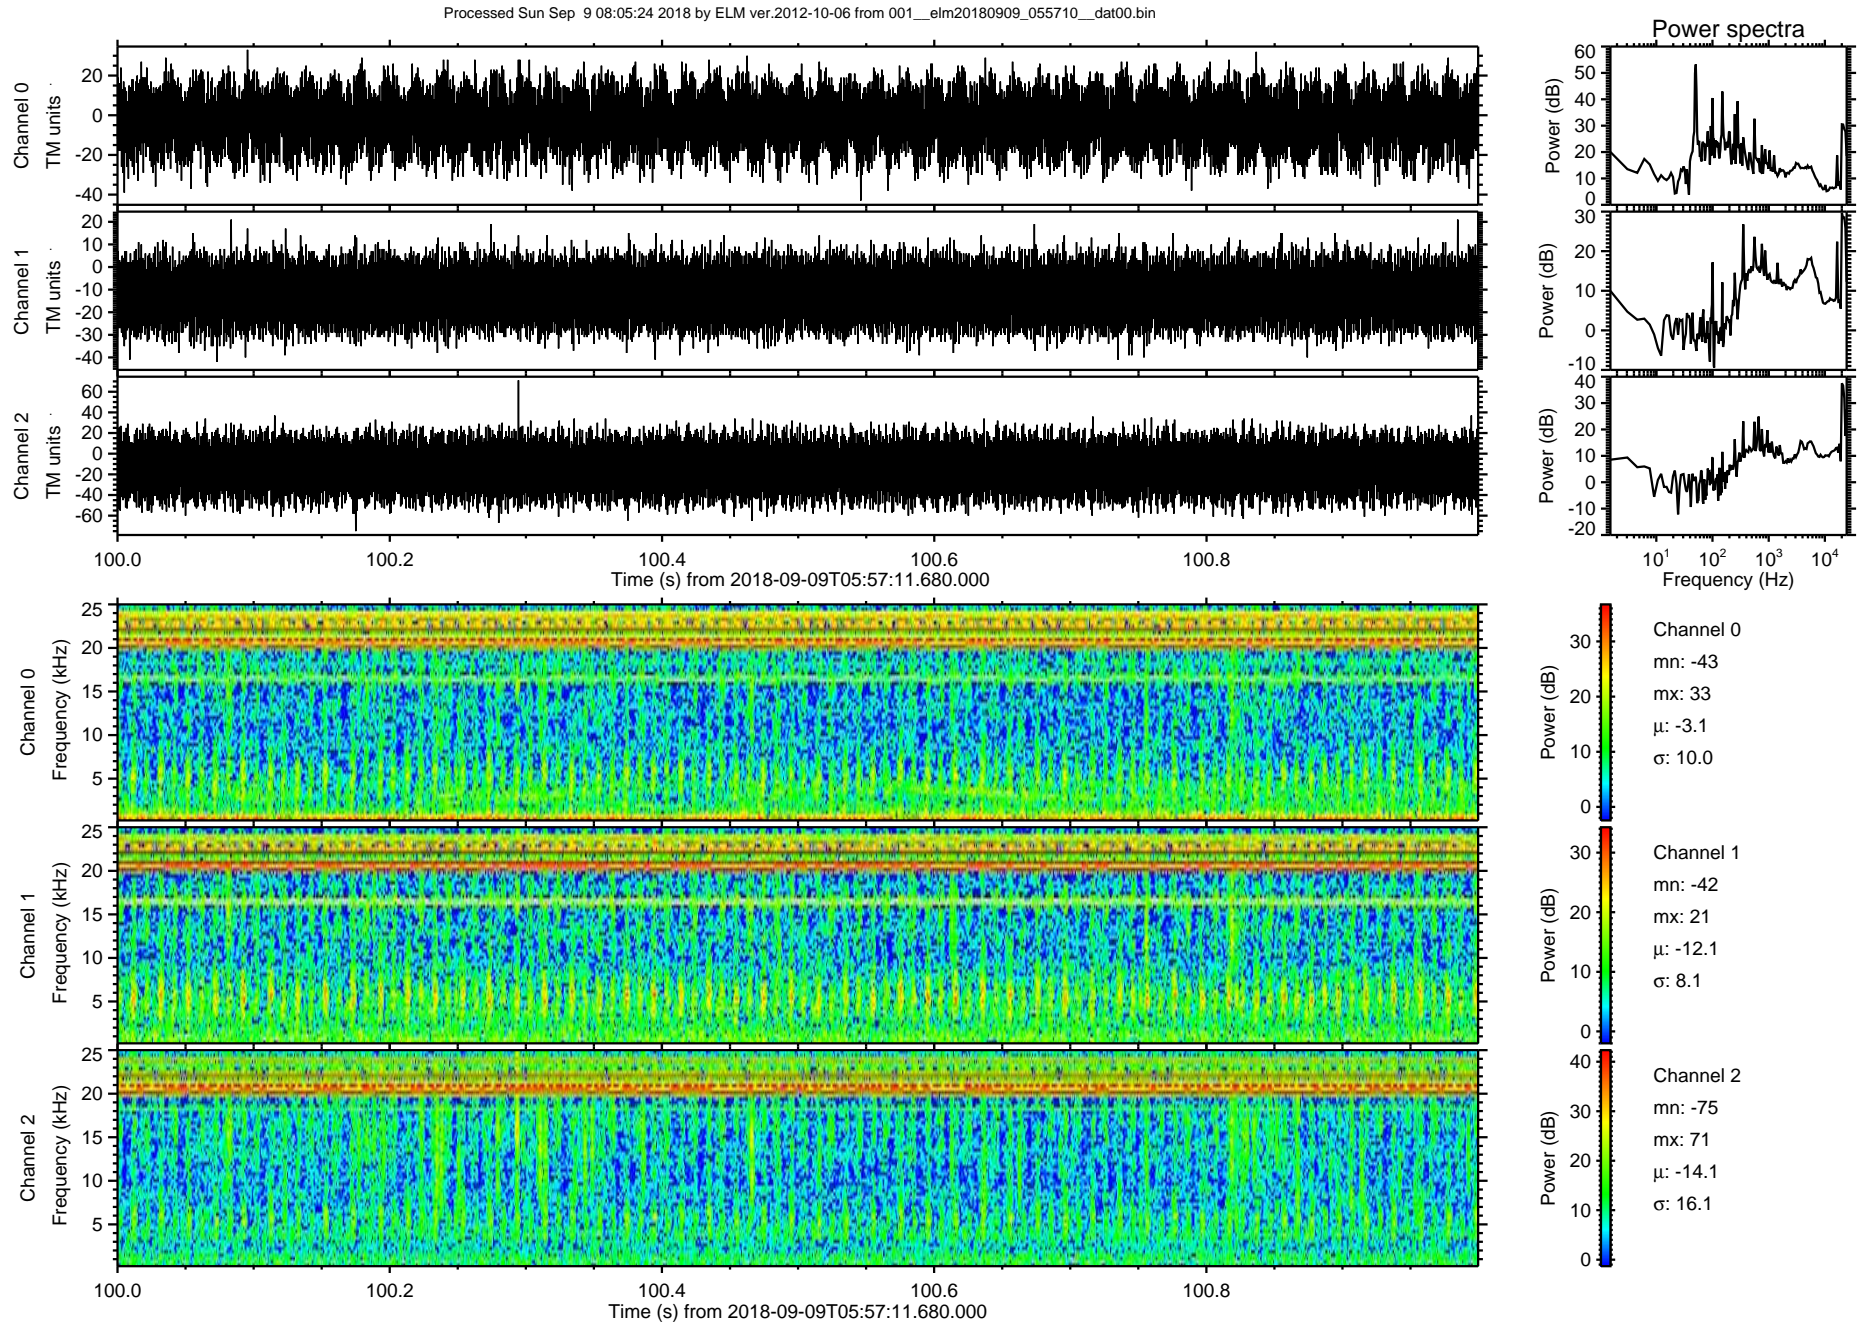 Processed Sun Sep  9 08:05:24 2018 by ELM ver.2012-10-06 from 001__elm20180909_055710__dat00.bin
Power spectra
Channel 0
TM units
20
0
-20
-40
Power (dB)
60
50
40
30
20
10
0
Channel 1
TM units
20
10
0
-10
-20
-30
-40
Power (dB)
30
20
10
0
-10
Channel 2
TM units
60
40
20
0
-20
-40
-60
Power (dB)
40
30
20
10
0
-10
-20
100.0 100.2 100.4 100.6 100.8
Time (s) from 2018-09-09T05:57:11.680.000
10^1 10^2 10^3 10^4
Frequency (Hz)
Channel 0
Frequency (kHz)
25
20
15
10
5
Power (dB)
30
20
10
0
Channel 0
mn: -43
mx: 33
μ: -3.1
σ: 10.0
Channel 1
Frequency (kHz)
25
20
15
10
5
Power (dB)
30
20
10
0
Channel 1
mn: -42
mx: 21
μ: -12.1
σ: 8.1
Channel 2
Frequency (kHz)
25
20
15
10
5
Power (dB)
40
30
20
10
0
Channel 2
mn: -75
mx: 71
μ: -14.1
σ: 16.1
100.0 100.2 100.4 100.6 100.8
Time (s) from 2018-09-09T05:57:11.680.000